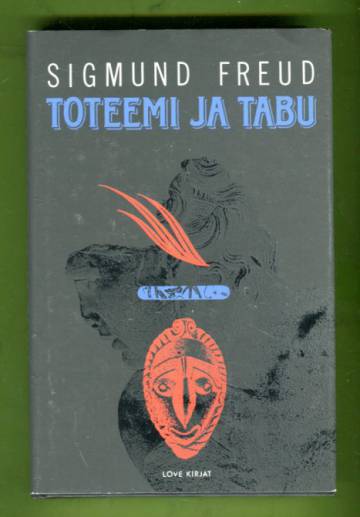 SIGMUND FREUD
TOTEEMI JA TABU
LOVE KIRJAT